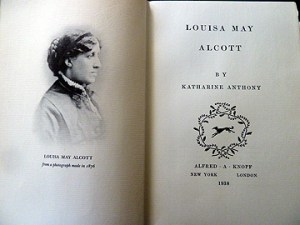 LOUISA MAY ALCOTT
from a photograph made in 1876
LOUISA MAY
ALCOTT
BY
KATHARINE ANTHONY
ALFRED · A · KNOPF
NEW YORK LONDON
1938